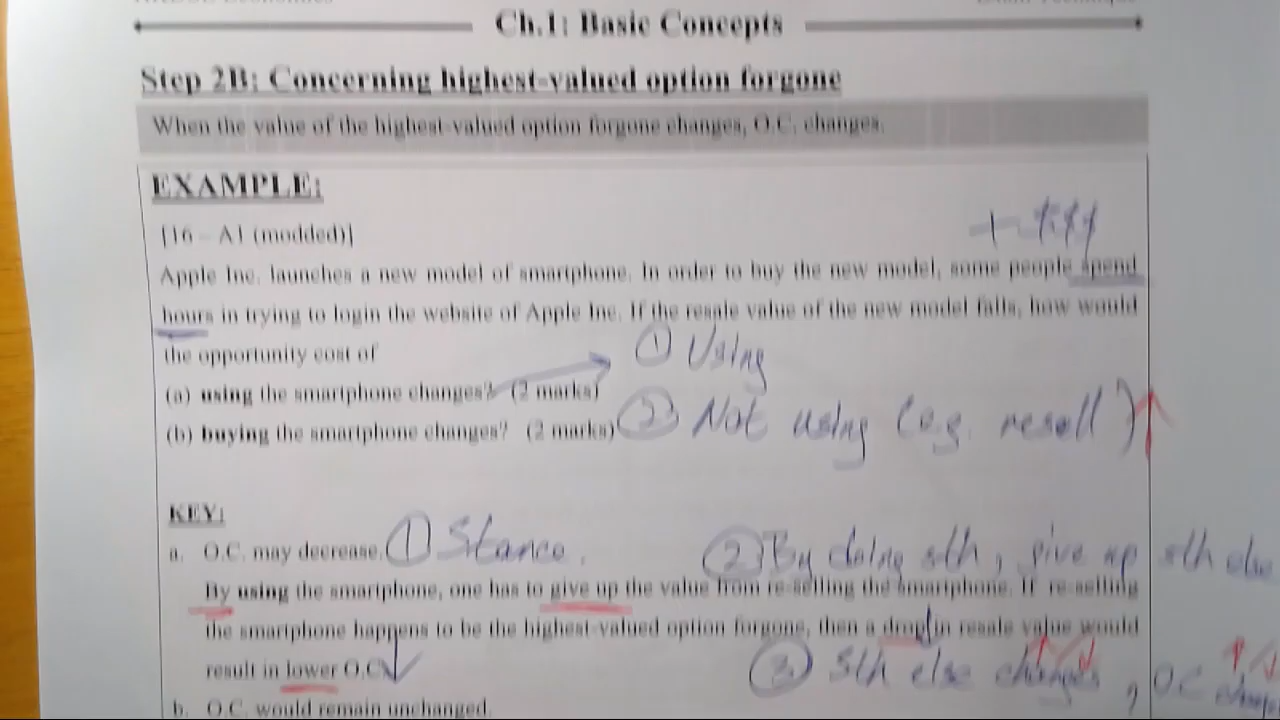 Ch.1: Basic Concepts
Step 2B: Concerning highest-valued option forgone
When the value of the highest-valued option forgone changes, O.C. changes.
EXAMPLE:
[16 – A1 (modded)]
Apple Inc. launches a new model of smartphone. In order to buy the new model, some people spend
hours in trying to login the website of Apple Inc. If the resale value of the new model falls, how would
the opportunity cost of
① Using
(a) using the smartphone changes? (2 marks)
(b) buying the smartphone changes? (2 marks)
② Not using (e.g. resell) ↑
KEY:
a. O.C. may decrease. ① Stance. ② By doing sth, give up sth else
By using the smartphone, one has to give up the value from re-selling the smartphone. If re-selling
the smartphone happens to be the highest-valued option forgone, then a drop in resale value would
result in lower O.C. ↓ ③ Sth else changes ↑/↓, OC changes ↑/↓
b. O.C. would remain unchanged.